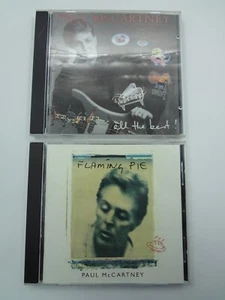 McCARTNEY
all the best!
FLAMING PIE
PAUL McCARTNEY